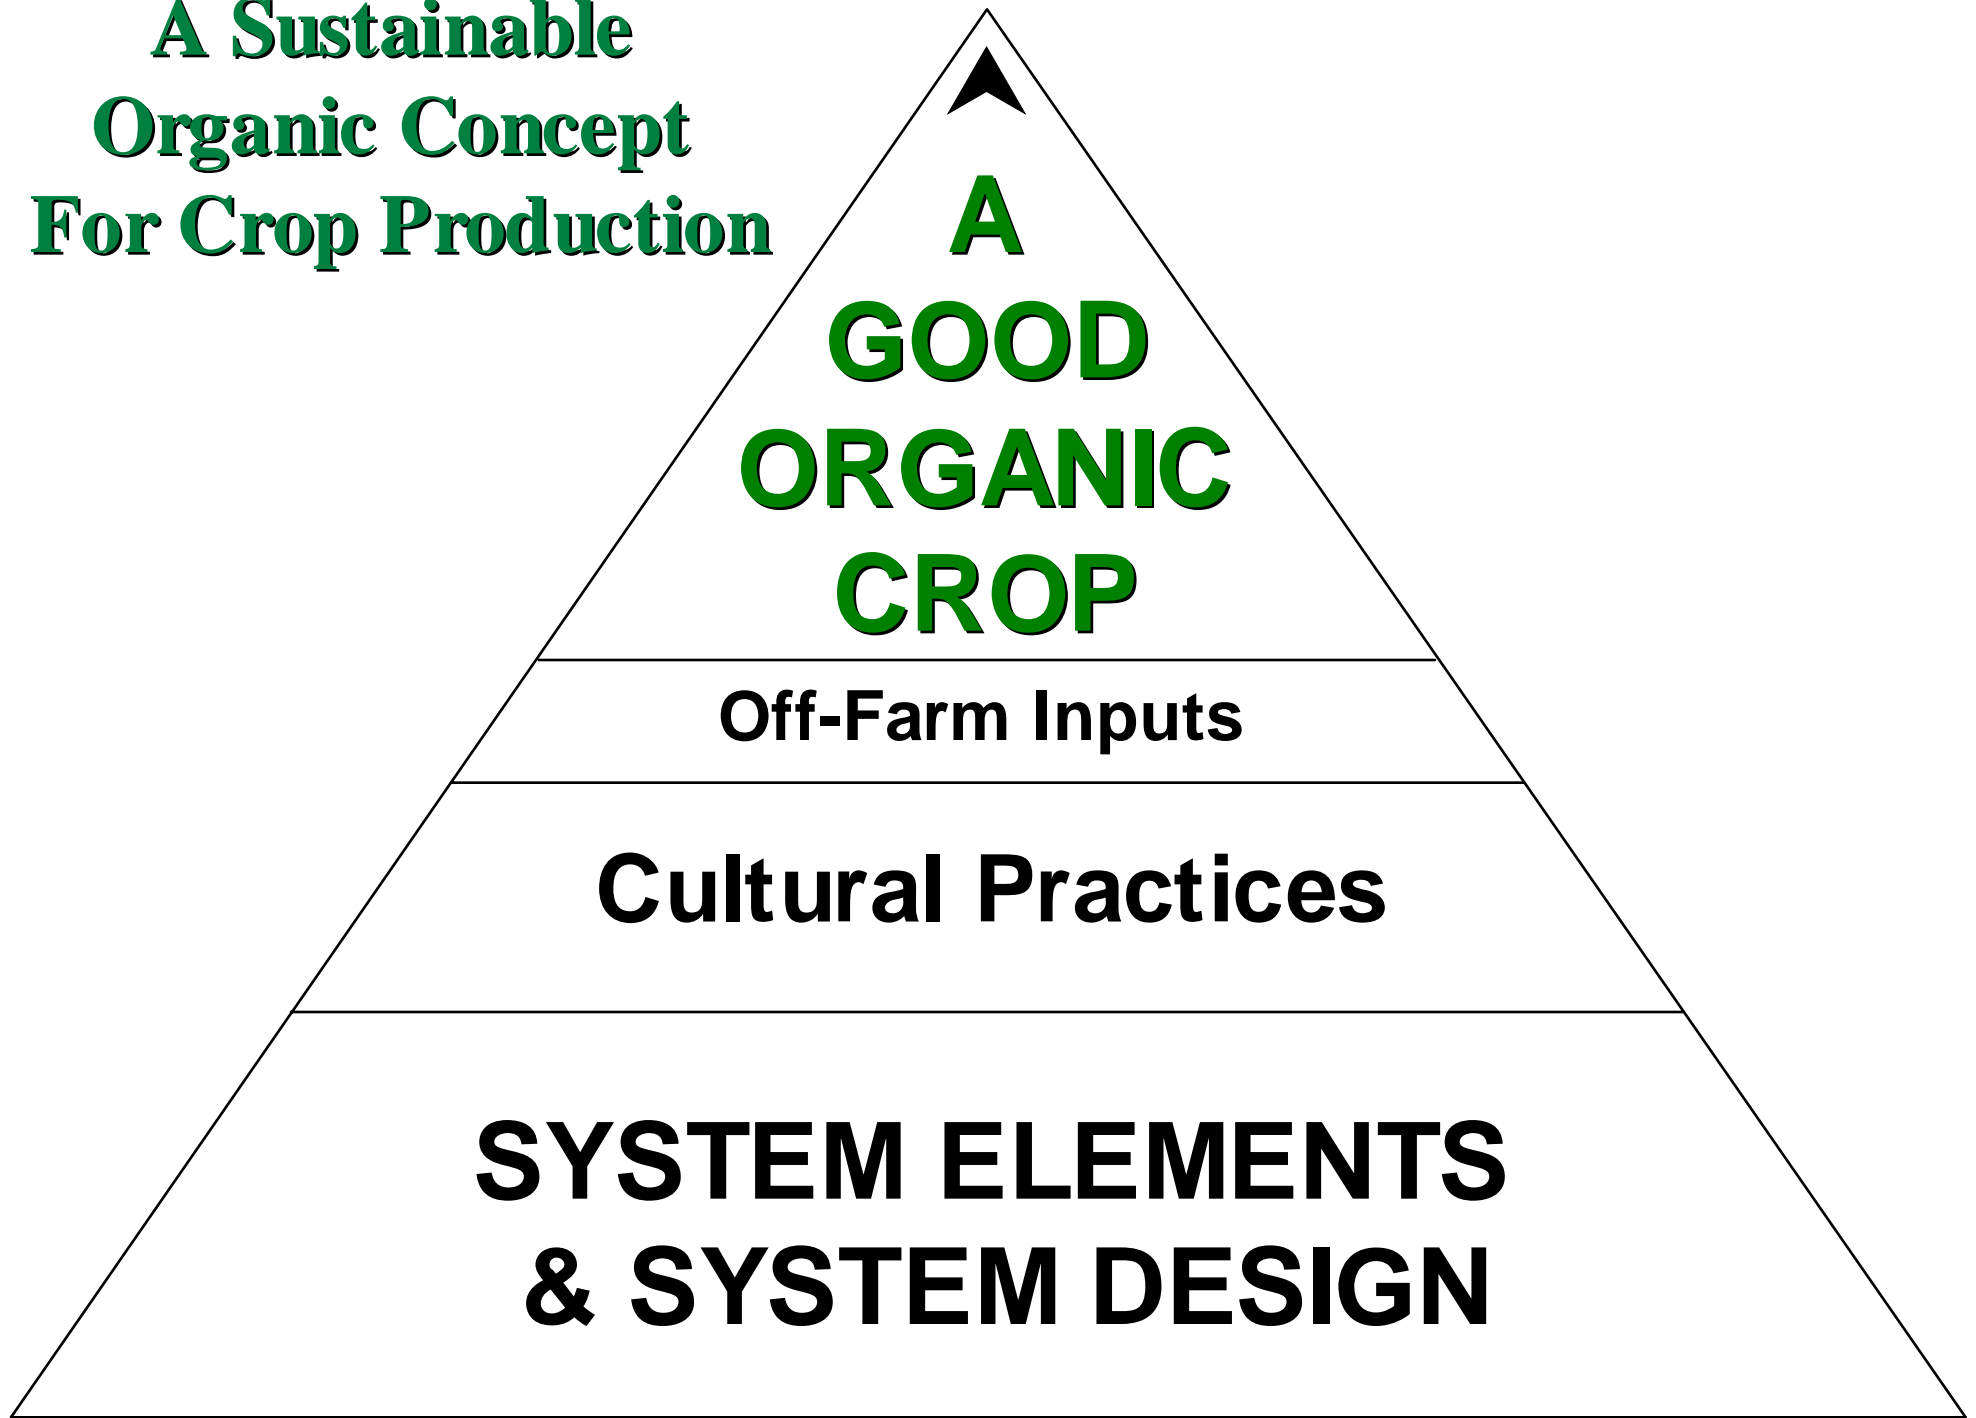 A Sustainable
Organic Concept
For Crop Production
A
GOOD
ORGANIC
CROP
Off-Farm Inputs
Cultural Practices
SYSTEM ELEMENTS
& SYSTEM DESIGN